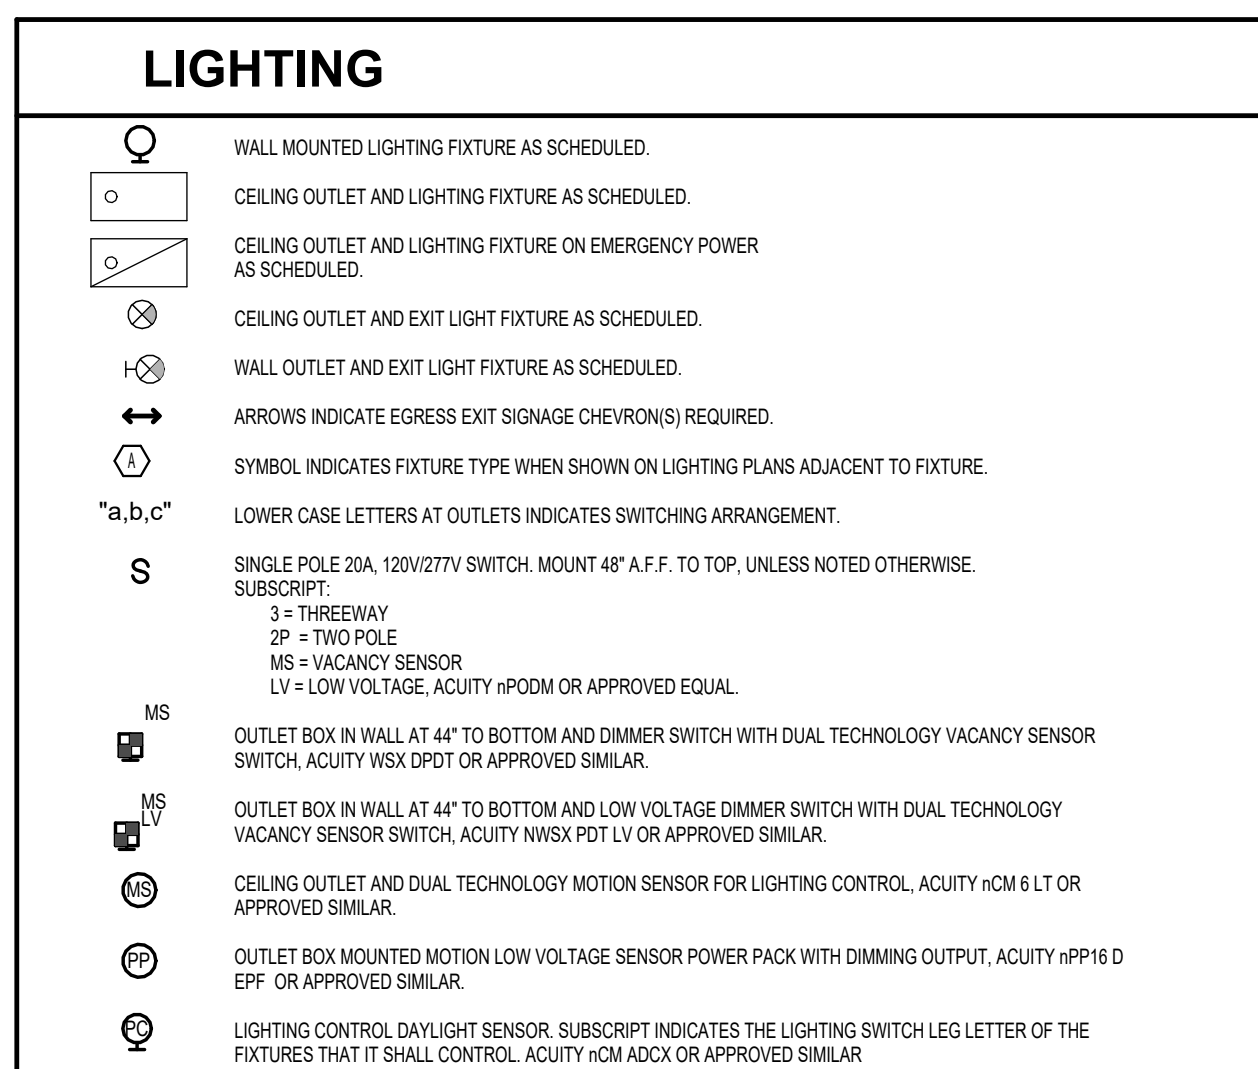 LIGHTING
WALL MOUNTED LIGHTING FIXTURE AS SCHEDULED.
CEILING OUTLET AND LIGHTING FIXTURE AS SCHEDULED.
CEILING OUTLET AND LIGHTING FIXTURE ON EMERGENCY POWER
AS SCHEDULED.
CEILING OUTLET AND EXIT LIGHT FIXTURE AS SCHEDULED.
WALL OUTLET AND EXIT LIGHT FIXTURE AS SCHEDULED.
ARROWS INDICATE EGRESS EXIT SIGNAGE CHEVRON(S) REQUIRED.
A SYMBOL INDICATES FIXTURE TYPE WHEN SHOWN ON LIGHTING PLANS ADJACENT TO FIXTURE.
"a,b,c" LOWER CASE LETTERS AT OUTLETS INDICATES SWITCHING ARRANGEMENT.
S SINGLE POLE 20A, 120V/277V SWITCH. MOUNT 48" A.F.F. TO TOP, UNLESS NOTED OTHERWISE.
SUBSCRIPT:
3 = THREEWAY
2P = TWO POLE
MS = VACANCY SENSOR
LV = LOW VOLTAGE, ACUITY nPODM OR APPROVED EQUAL.
MS
OUTLET BOX IN WALL AT 44" TO BOTTOM AND DIMMER SWITCH WITH DUAL TECHNOLOGY VACANCY SENSOR
SWITCH, ACUITY WSX DPDT OR APPROVED SIMILAR.
MS
LV
OUTLET BOX IN WALL AT 44" TO BOTTOM AND LOW VOLTAGE DIMMER SWITCH WITH DUAL TECHNOLOGY
VACANCY SENSOR SWITCH, ACUITY NWSX PDT LV OR APPROVED SIMILAR.
MS CEILING OUTLET AND DUAL TECHNOLOGY MOTION SENSOR FOR LIGHTING CONTROL, ACUITY nCM 6 LT OR
APPROVED SIMILAR.
PP OUTLET BOX MOUNTED MOTION LOW VOLTAGE SENSOR POWER PACK WITH DIMMING OUTPUT, ACUITY nPP16 D
EPF OR APPROVED SIMILAR.
PC LIGHTING CONTROL DAYLIGHT SENSOR. SUBSCRIPT INDICATES THE LIGHTING SWITCH LEG LETTER OF THE
FIXTURES THAT IT SHALL CONTROL. ACUITY nCM ADCX OR APPROVED SIMILAR